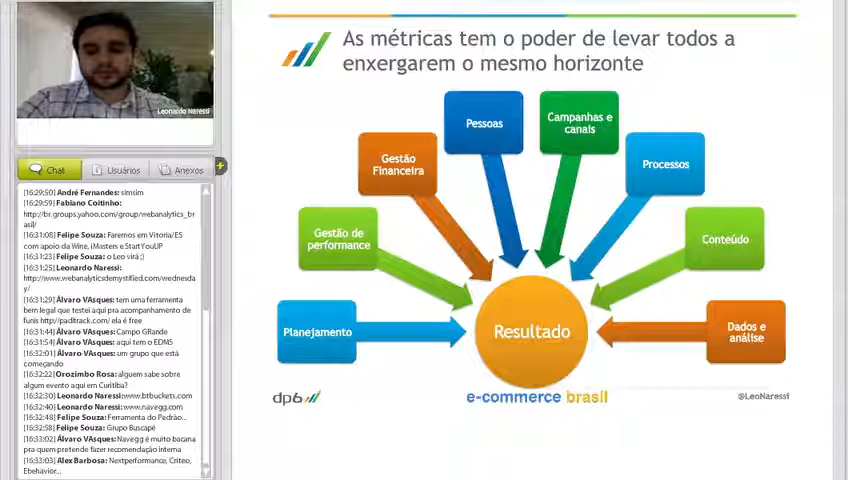 Leonardo Naressi
Chat
Usuários
Anexos
[16:29:50] André Fernandes: simsim
[16:29:59] Fabiano Coitinho:
http://br.groups.yahoo.com/group/webanalytics_br
asil/
[16:31:08] Felipe Souza: Faremos em Vitoria/ES
com apoio da Wine, iMasters e StartYouUP
[16:31:23] Felipe Souza: o Leo virá ;)
[16:31:25] Leonardo Naressi:
http://www.webanalyticsdemystified.com/wednesda
y/
[16:31:29] Álvaro VAsques: tem uma ferramenta
bem legal que testei aqui pra acompanhamento de
funis http://paditrack.com/ ela é free
[16:31:44] Álvaro VAsques: Campo GRande
[16:31:54] Álvaro VAsques: aqui tem o EDMS
[16:32:01] Álvaro VAsques: um grupo que está
começando
[16:32:22] Orozimbo Rosa: alguem sabe sobre
algum evento aqui em Curitiba?
[16:32:30] Leonardo Naressi: www.btbuckets.com
[16:32:40] Leonardo Naressi: www.navegg.com
[16:32:48] Felipe Souza: Ferramenta do Pedrão...
[16:32:58] Felipe Souza: Grupo Buscapé
[16:33:02] Álvaro VAsques: Navegg é muito bacana
pra quem pretende fazer recomendação interna
[16:33:03] Alex Barbosa: Nextperformance, Criteo,
Ebehavior...
As métricas tem o poder de levar todos a
enxergarem o mesmo horizonte
Planejamento
Gestão de
performance
Gestão
Financeira
Pessoas
Campanhas e
canais
Processos
Conteúdo
Dados e
análise
Resultado
dp6
e-commerce brasil
@LeoNaressi